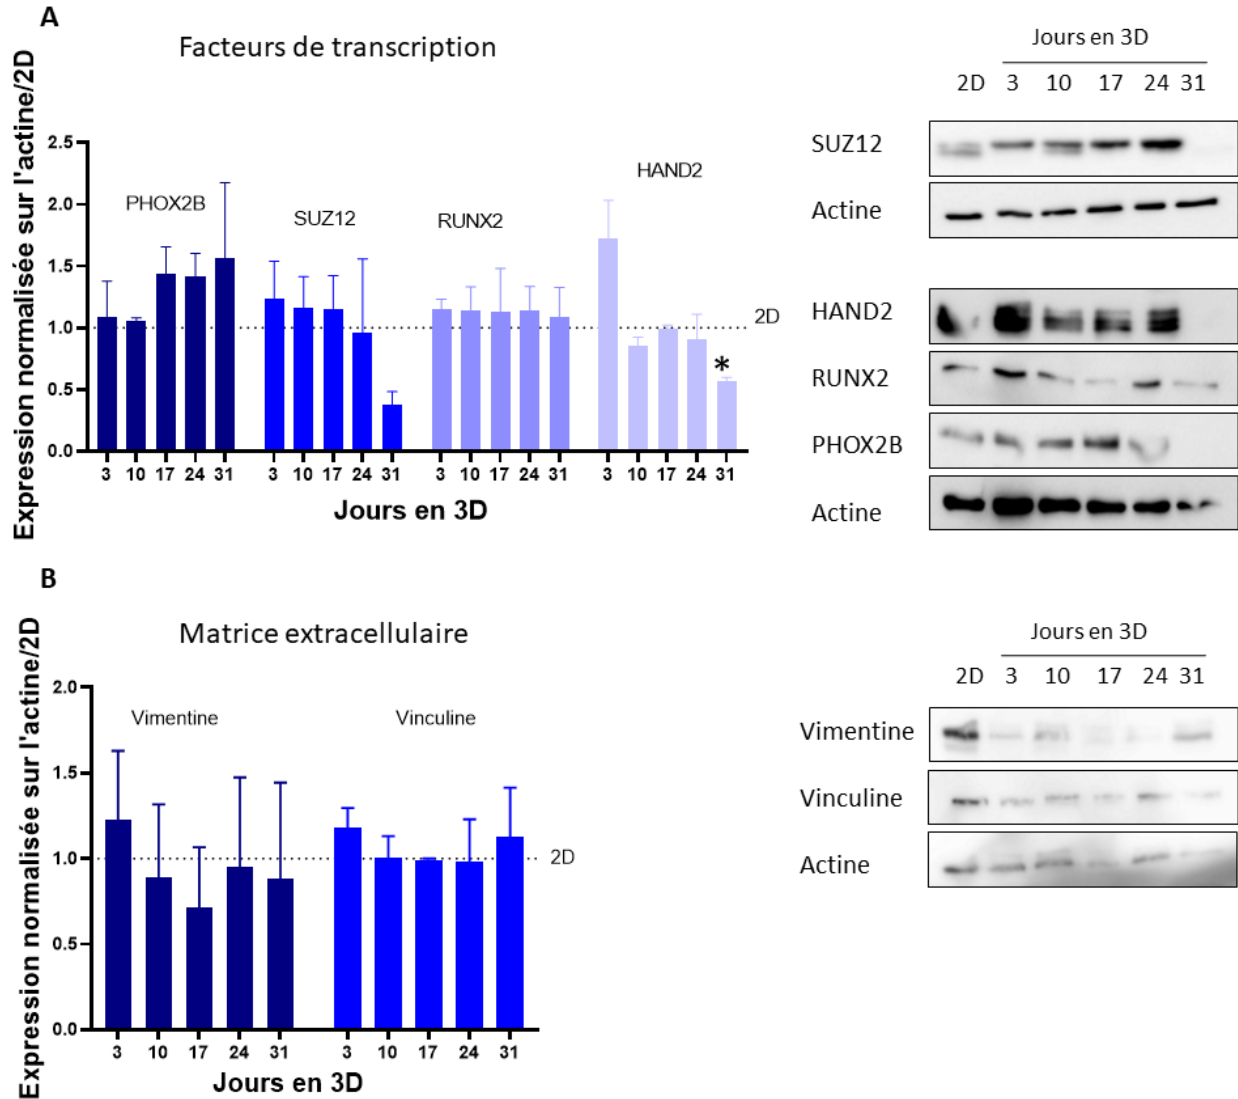 A
Facteurs de transcription
Expression normalisée sur l'actine/2D
2.5
2.0
1.5
1.0
0.5
0.0
PHOX2B
SUZ12
RUNX2
HAND2
2D
*
3 10 17 24 31 3 10 17 24 31 3 10 17 24 31 3 10 17 24 31
Jours en 3D
Jours en 3D
2D 3 10 17 24 31
SUZ12
Actine
HAND2
RUNX2
PHOX2B
Actine
B
Matrice extracellulaire
Expression normalisée sur l'actine/2D
2.0
1.5
1.0
0.5
0.0
Vimentine
Vinculine
2D
3 10 17 24 31 3 10 17 24 31
Jours en 3D
Jours en 3D
2D 3 10 17 24 31
Vimentine
Vinculine
Actine